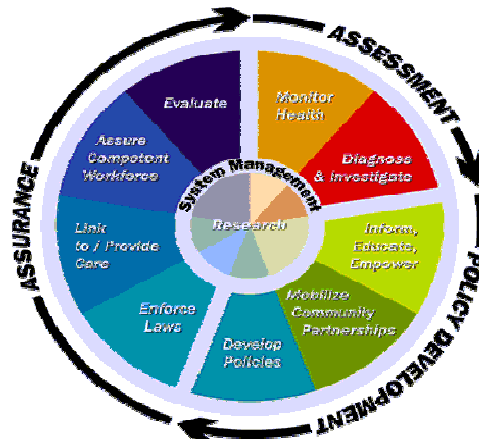 ASSESSMENT
Monitor
Health
Diagnose
& Investigate
POLICY DEVELOPMENT
Inform,
Educate,
Empower
Mobilize
Community
Partnerships
Develop
Policies
ASSURANCE
Enforce
Laws
Link
to / Provide
Care
Assure
Competent
Workforce
Evaluate
System Management
Research